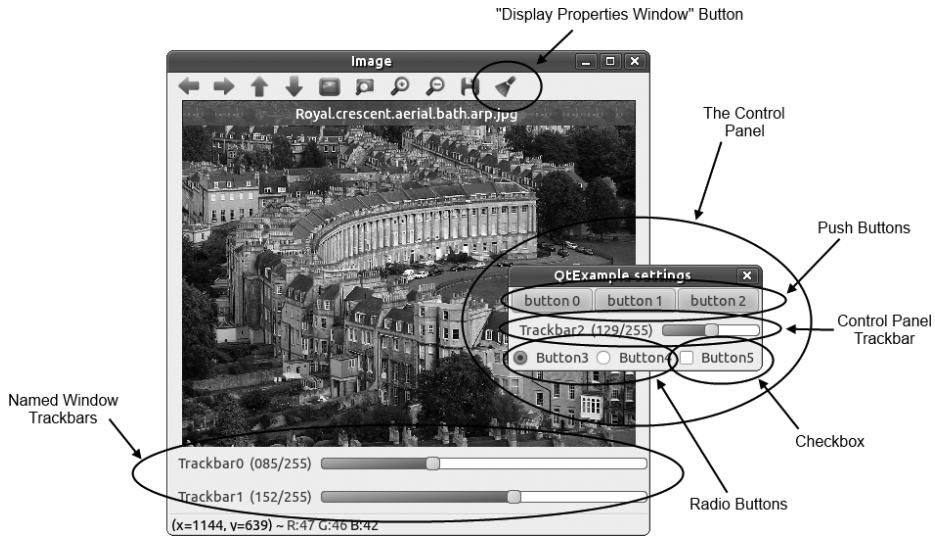 "Display Properties Window" Button
Image
Royal.crescent.aerial.bath.arp.jpg
The Control
Panel
Push Buttons
QtExample settings
button 0 button 1 button 2
Trackbar2 (129/255)
Control Panel
Trackbar
Button3 Button4 Button5
Named Window
Trackbars
Checkbox
Trackbar0 (085/255)
Radio Buttons
Trackbar1 (152/255)
(x=1144, y=639) ~ R:47 G:46 B:42